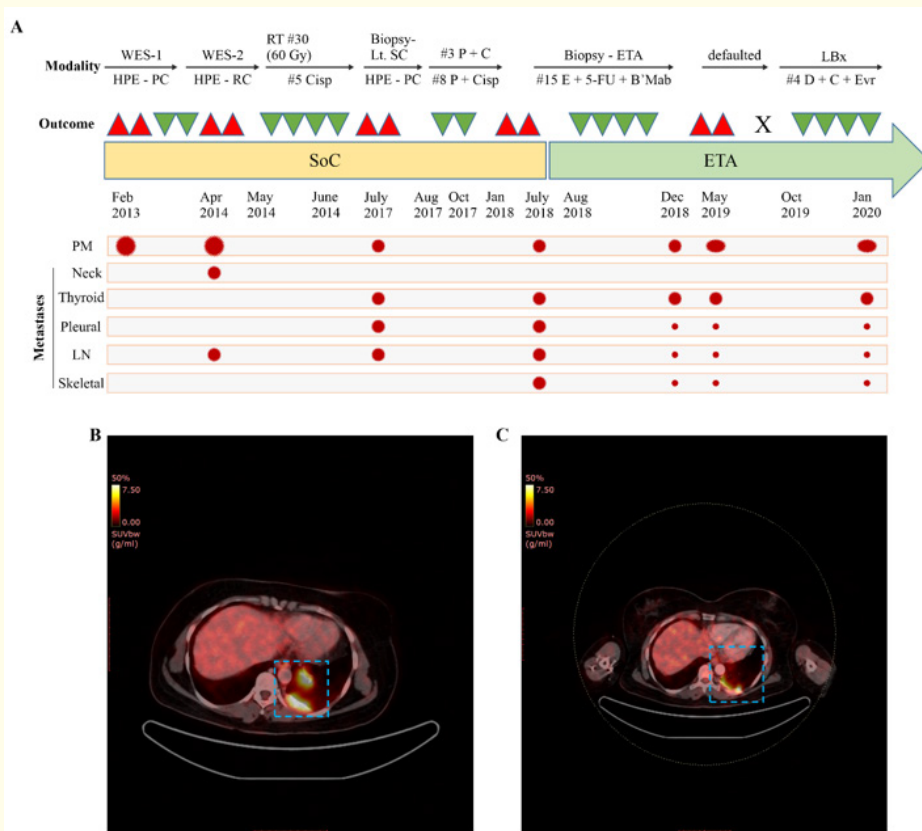 A
Modality
WES-1
HPE - PC
WES-2
HPE - RC
RT #30
(60 Gy)
#5 Cisp
Biopsy-
Lt. SC
HPE - PC
#3 P + C
#8 P + Cisp
Biopsy - ETA
#15 E + 5-FU + B`Mab
defaulted
LBx
#4 D + C + Evr
Outcome
X
SoC
ETA
Feb
2013
Apr
2014
May
2014
June
2014
July
2017
Aug
2017
Oct
2017
Jan
2018
July
2018
Aug
2018
Dec
2018
May
2019
Oct
2019
Jan
2020
PM
Metastases
Neck
Thyroid
Pleural
LN
Skeletal
B
50%
7.50
0.00
SUVbw
(g/ml)
C
50%
7.50
0.00
SUVbw
(g/ml)